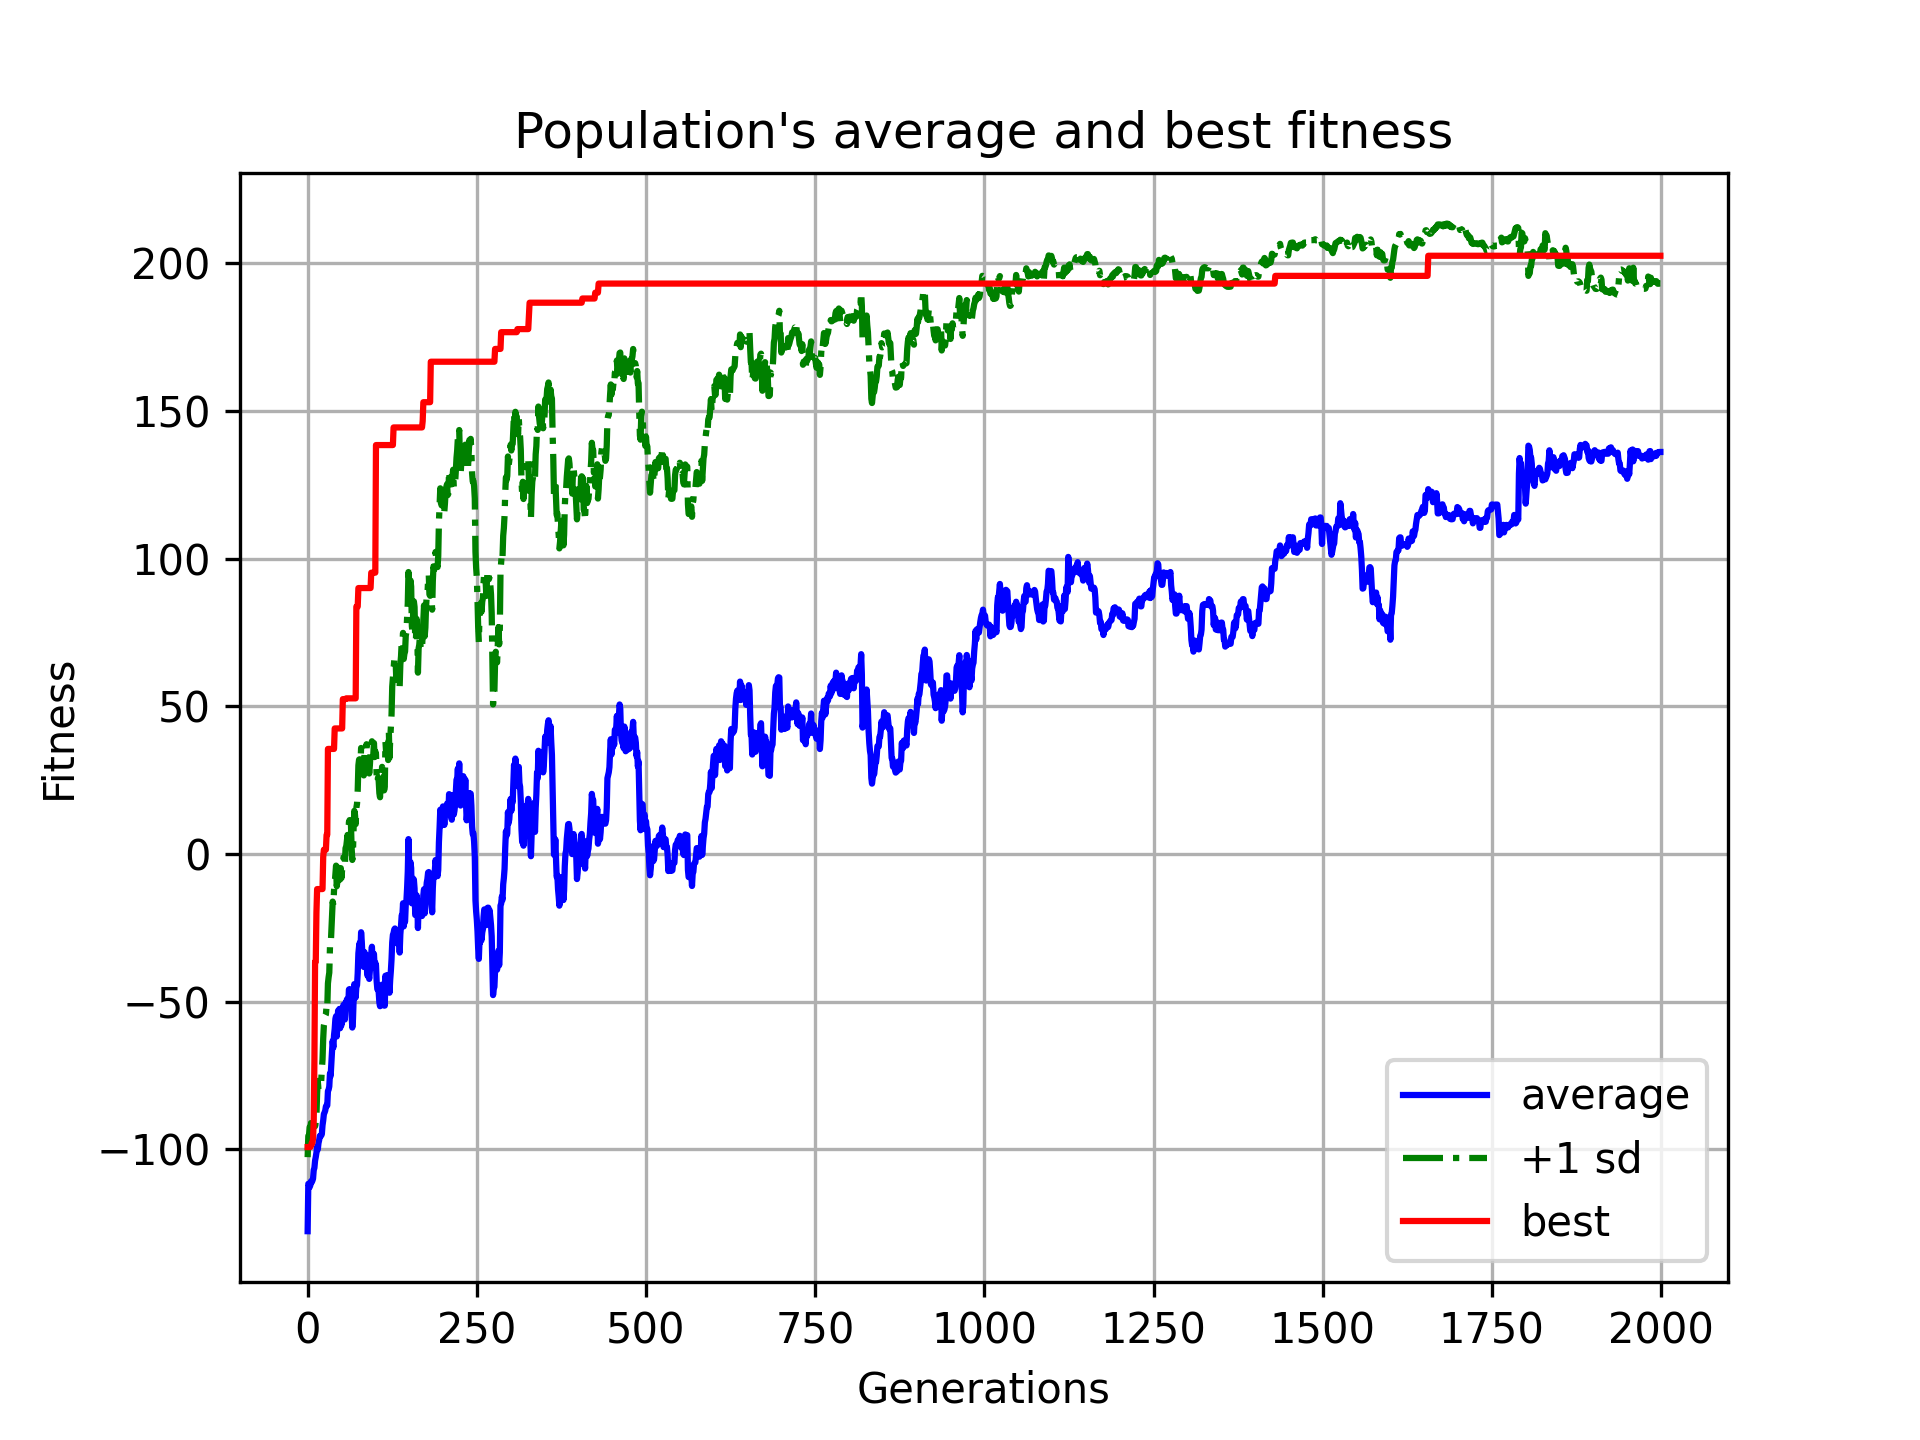 Population's average and best fitness
Fitness
200
150
100
50
0
−50
−100
0 250 500 750 1000 1250 1500 1750 2000
Generations
average
+1 sd
best